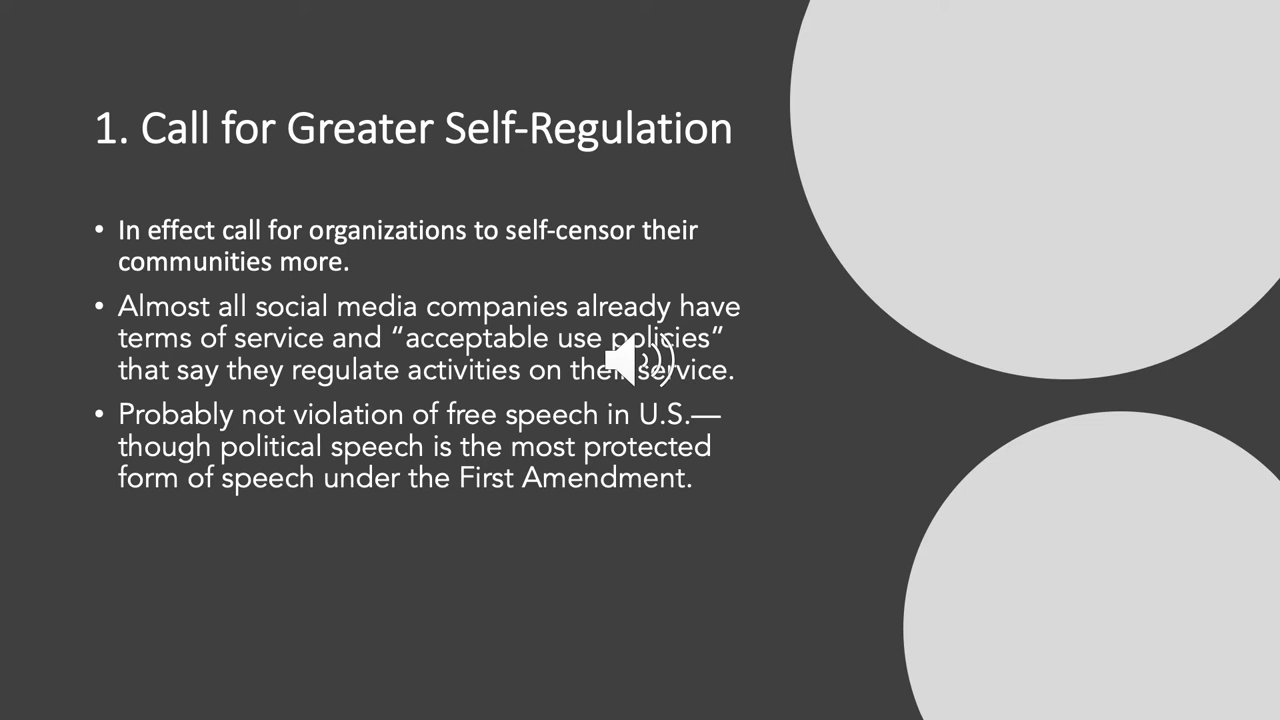 1. Call for Greater Self-Regulation
• In effect call for organizations to self-censor their
communities more.
• Almost all social media companies already have
terms of service and “acceptable use policies”
that say they regulate activities on their service.
• Probably not violation of free speech in U.S.—
though political speech is the most protected
form of speech under the First Amendment.